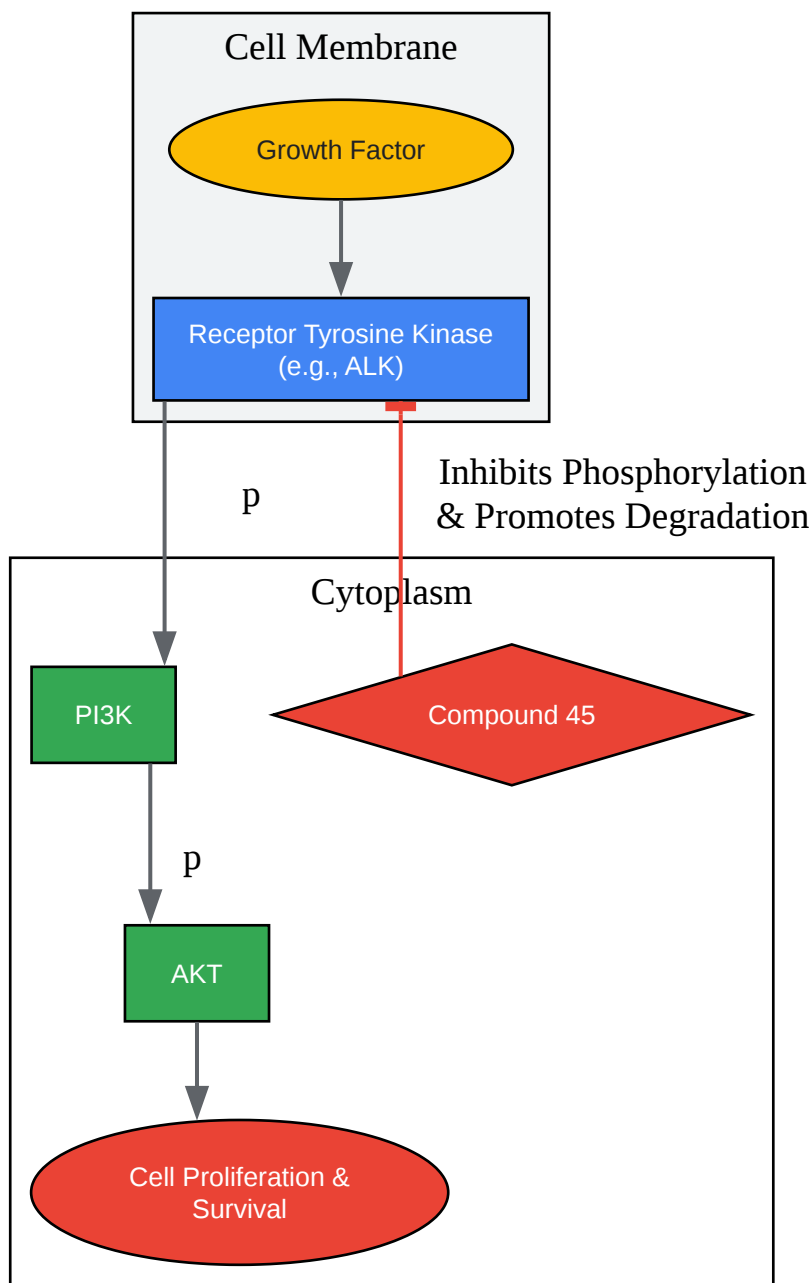 Cell Membrane
Growth Factor
Receptor Tyrosine Kinase
(e.g., ALK)
p
Inhibits Phosphorylation
& Promotes Degradation
Cytoplasm
PI3K
Compound 45
p
AKT
Cell Proliferation &
Survival